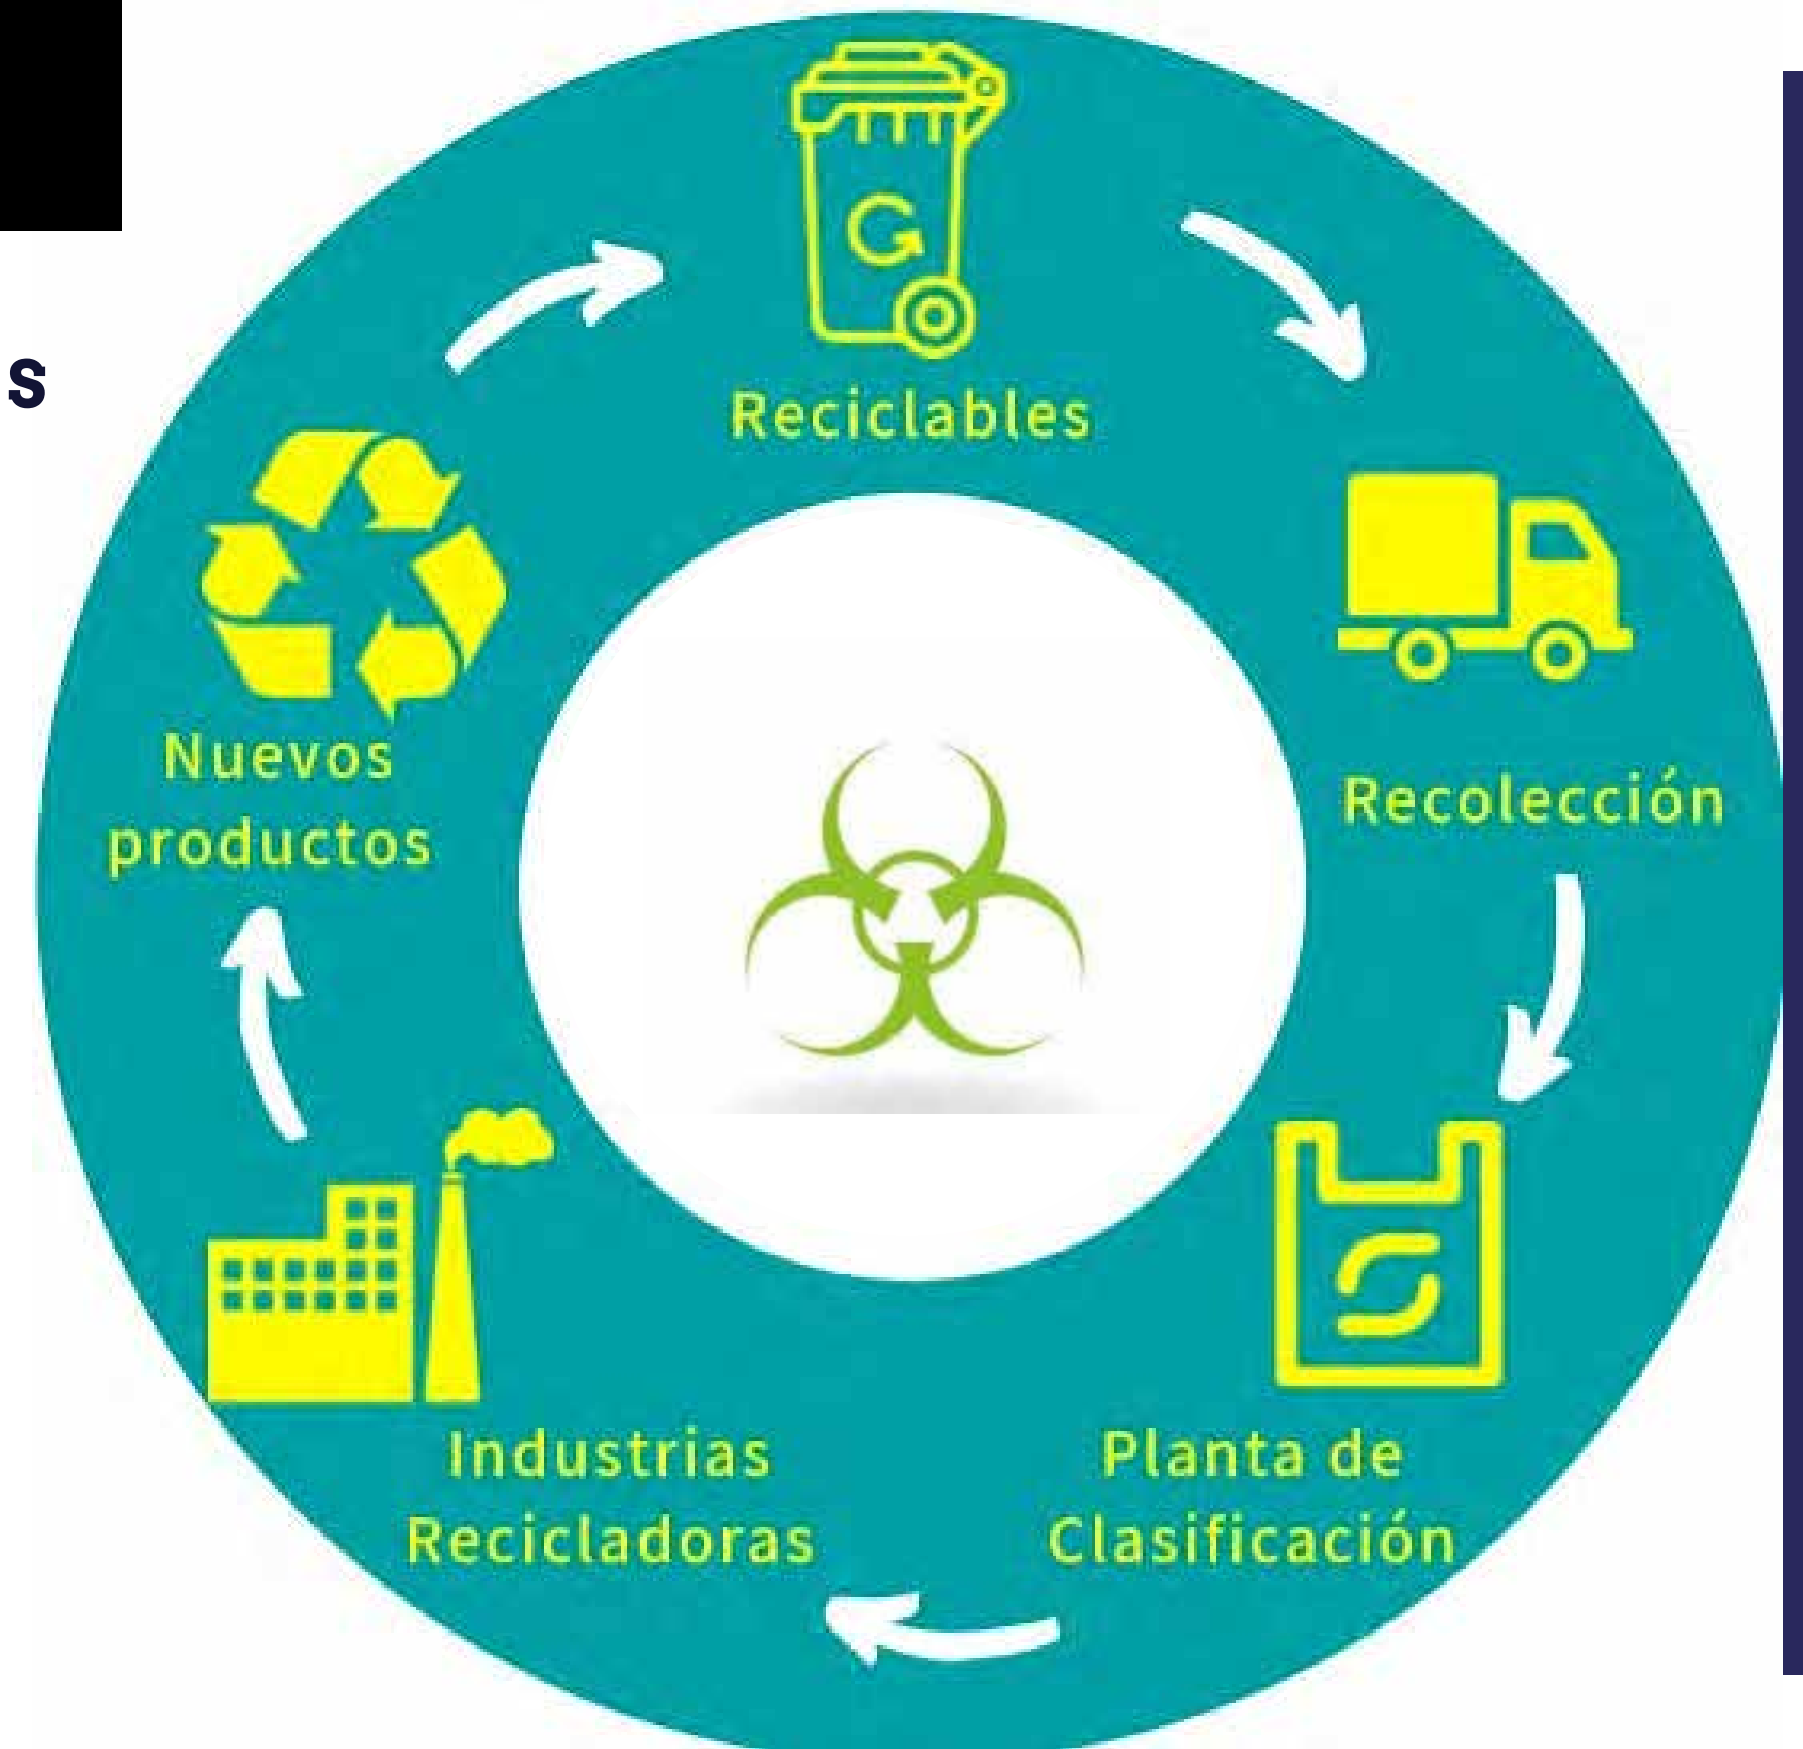 s
Reciclables
Nuevos
productos
Recolección
Industrias
Recicladoras
Planta de
Clasificación